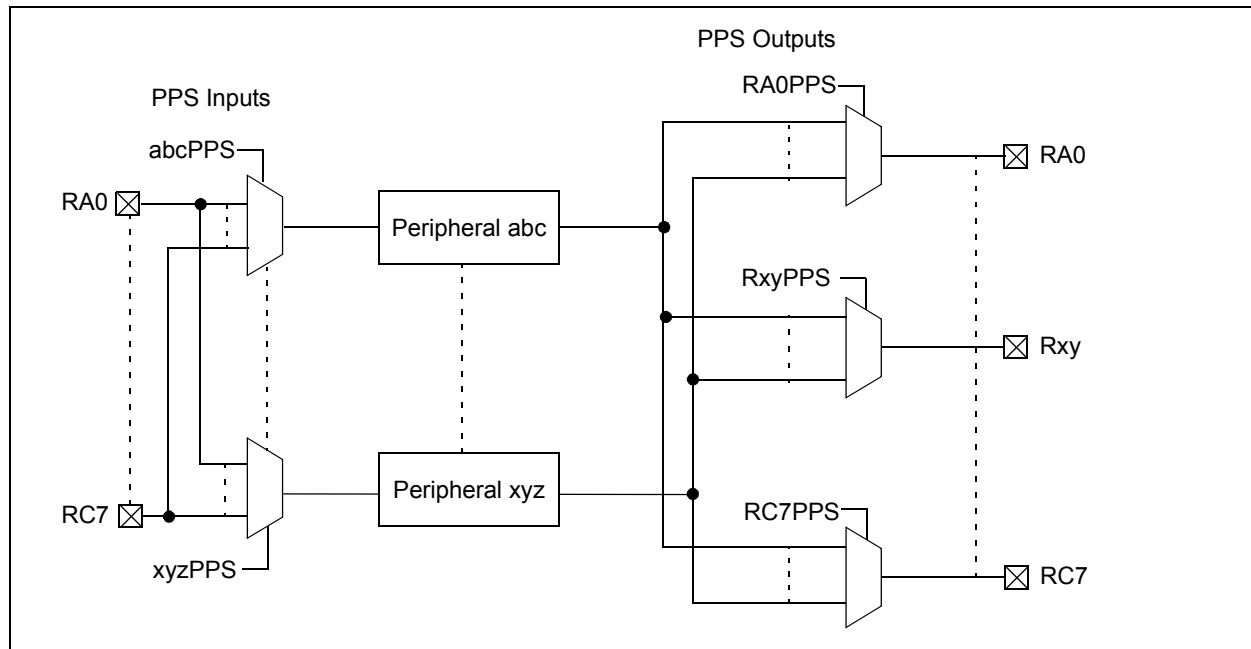 PPS Outputs
RA0PPS
PPS Inputs
abcPPS
RA0
RA0
Peripheral abc
RxyPPS
Rxy
Peripheral xyz
RC7
RC7PPS
xyzPPS
RC7